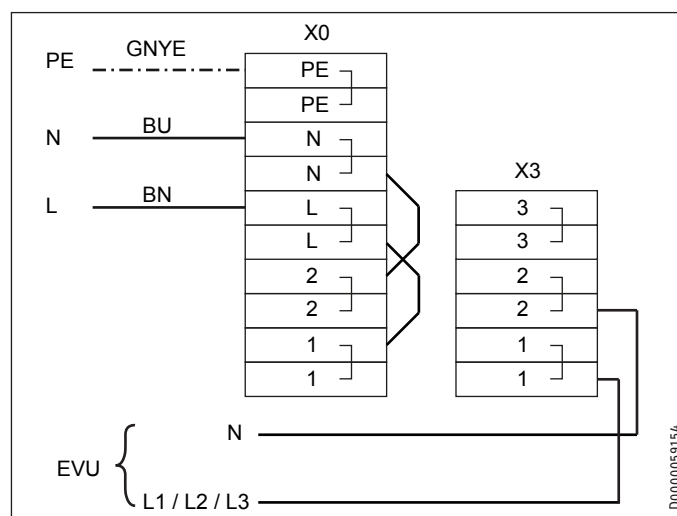 X0
PE GNYE
PE
PE
N BU
N
N
L BN
L
L
2
2
1
1
X3
3
3
2
2
1
1
N
EVU
L1 / L2 / L3
D0000059154